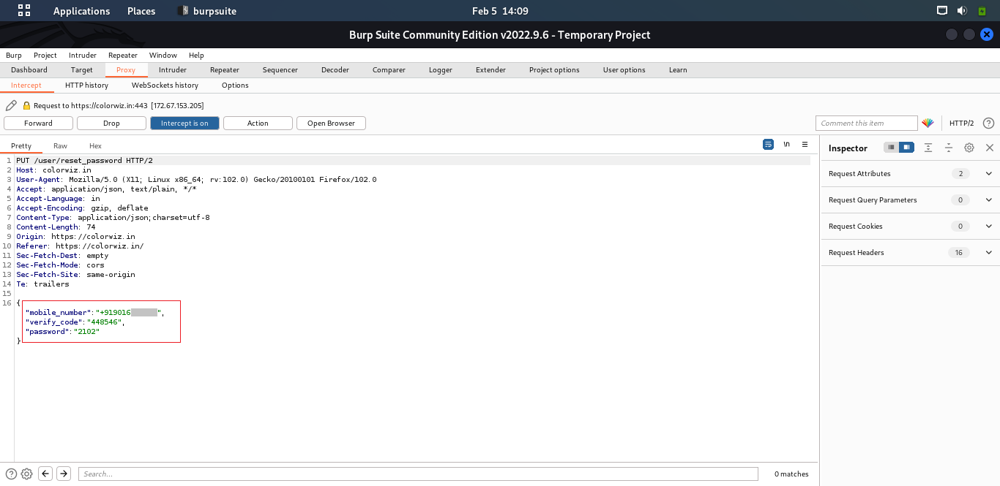 Applications Places burpsuite Feb 5 14:09
Burp Suite Community Edition v2022.9.6 - Temporary Project
Burp Project Intruder Repeater Window Help
Dashboard Target Proxy Intruder Repeater Sequencer Decoder Comparer Logger Extender Project options User options Learn
Intercept HTTP history WebSockets history Options
Request to https://colorwiz.in:443 [172.67.153.205]
Forward Drop Intercept is on Action Open Browser Comment this item HTTP/2 ?
Pretty Raw Hex \n
Inspector
1 PUT /user/reset_password HTTP/2
2 Host: colorwiz.in
3 User-Agent: Mozilla/5.0 (X11; Linux x86_64; rv:102.0) Gecko/20100101 Firefox/102.0
4 Accept: application/json, text/plain, */*
5 Accept-Language: in
6 Accept-Encoding: gzip, deflate
7 Content-Type: application/json;charset=utf-8
8 Content-Length: 74
9 Origin: https://colorwiz.in
10 Referer: https://colorwiz.in/
11 Sec-Fetch-Dest: empty
12 Sec-Fetch-Mode: cors
13 Sec-Fetch-Site: same-origin
14 Te: trailers
15
16 {
"mobile_number":"+919016",
"verify_code":"448546",
"password":"2102"
}
Request Attributes 2
Request Query Parameters 0
Request Cookies 0
Request Headers 16
? Search... 0 matches